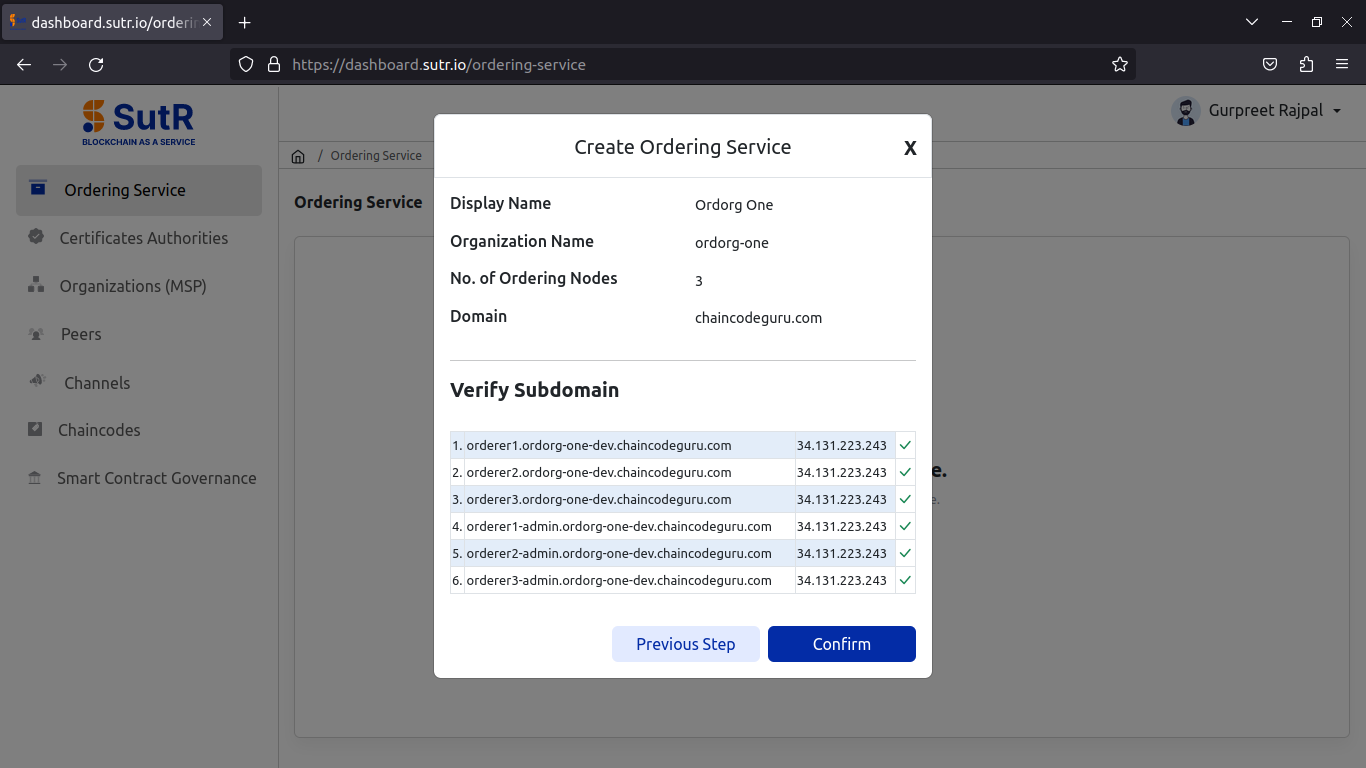 dashboard.sutr.io/orderin
https://dashboard.sutr.io/ordering-service
SutR
BLOCKCHAIN AS A SERVICE
Gurpreet Rajpal
/ Ordering Service
Ordering Service
Certificates Authorities
Organizations (MSP)
Peers
Channels
Chaincodes
Smart Contract Governance
Ordering Service
e.
e.
Create Ordering Service X
Display Name Ordorg One
Organization Name ordorg-one
No. of Ordering Nodes 3
Domain chaincodeguru.com
Verify Subdomain
1. orderer1.ordorg-one-dev.chaincodeguru.com 34.131.223.243
2. orderer2.ordorg-one-dev.chaincodeguru.com 34.131.223.243
3. orderer3.ordorg-one-dev.chaincodeguru.com 34.131.223.243
4. orderer1-admin.ordorg-one-dev.chaincodeguru.com 34.131.223.243
5. orderer2-admin.ordorg-one-dev.chaincodeguru.com 34.131.223.243
6. orderer3-admin.ordorg-one-dev.chaincodeguru.com 34.131.223.243
Previous Step Confirm